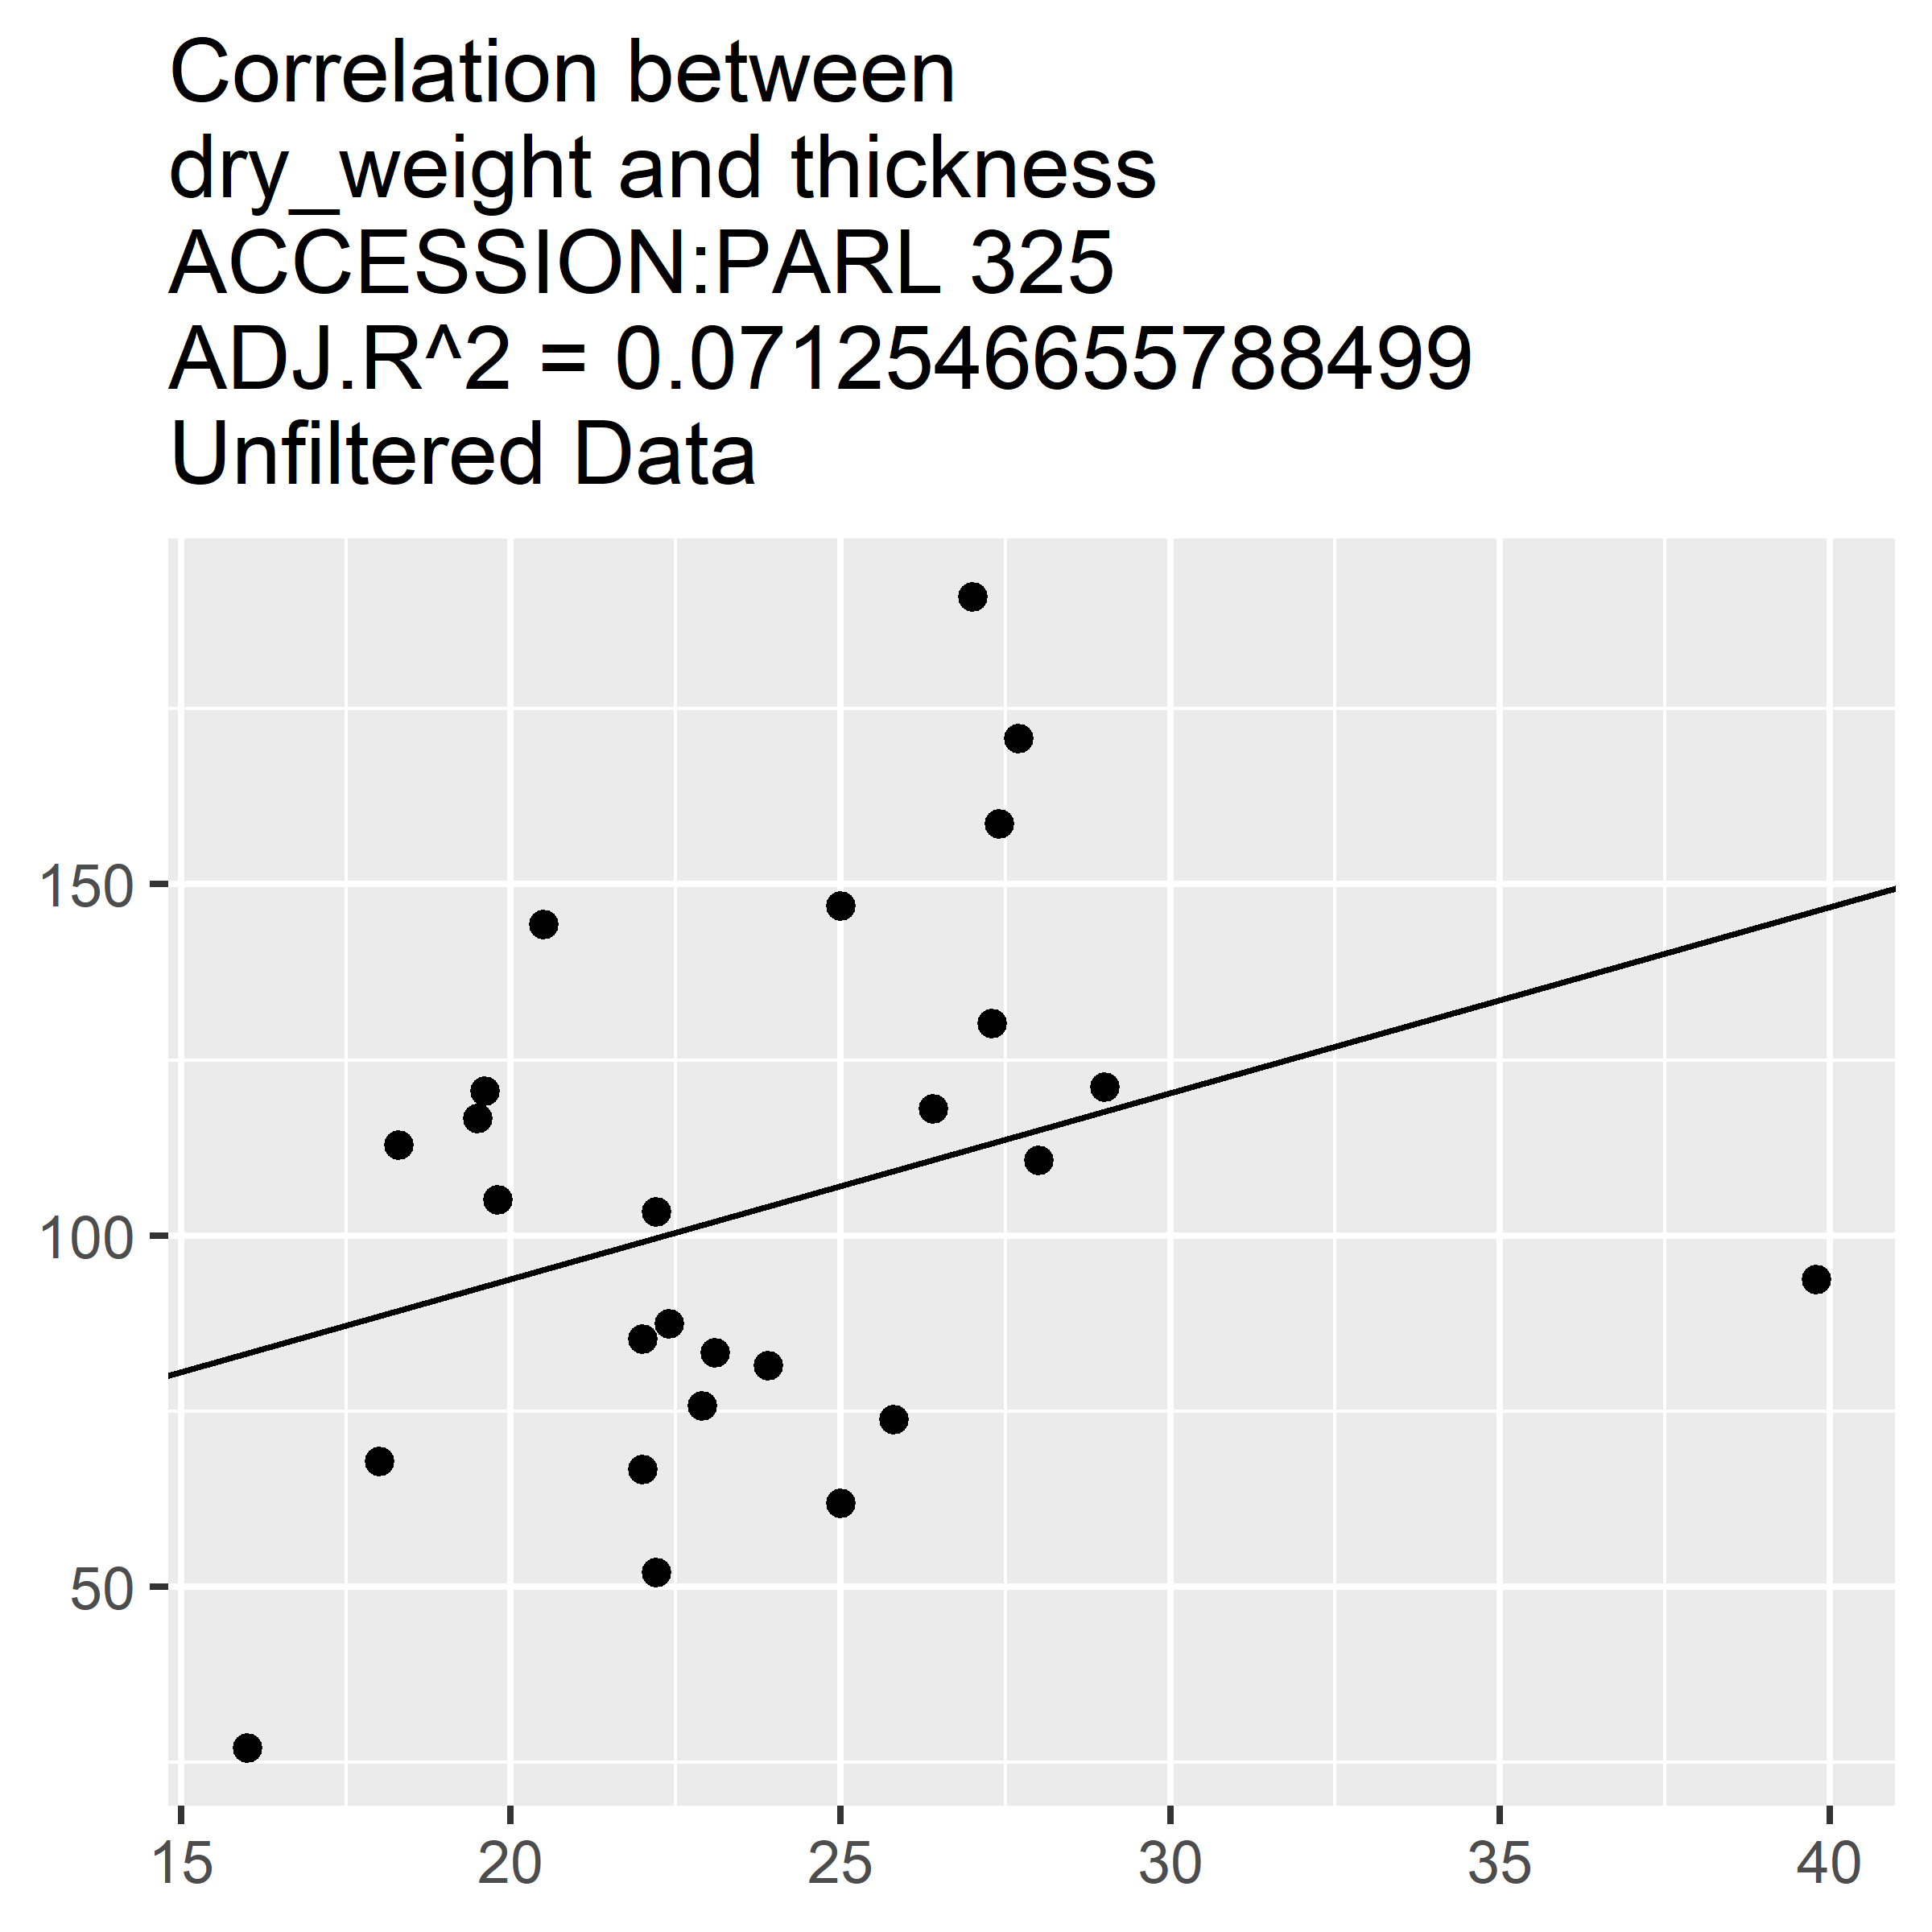 Correlation between
dry_weight and thickness
ACCESSION:PARL 325
ADJ.R^2 = 0.0712546655788499
Unfiltered Data
150
100
50
15 20 25 30 35 40